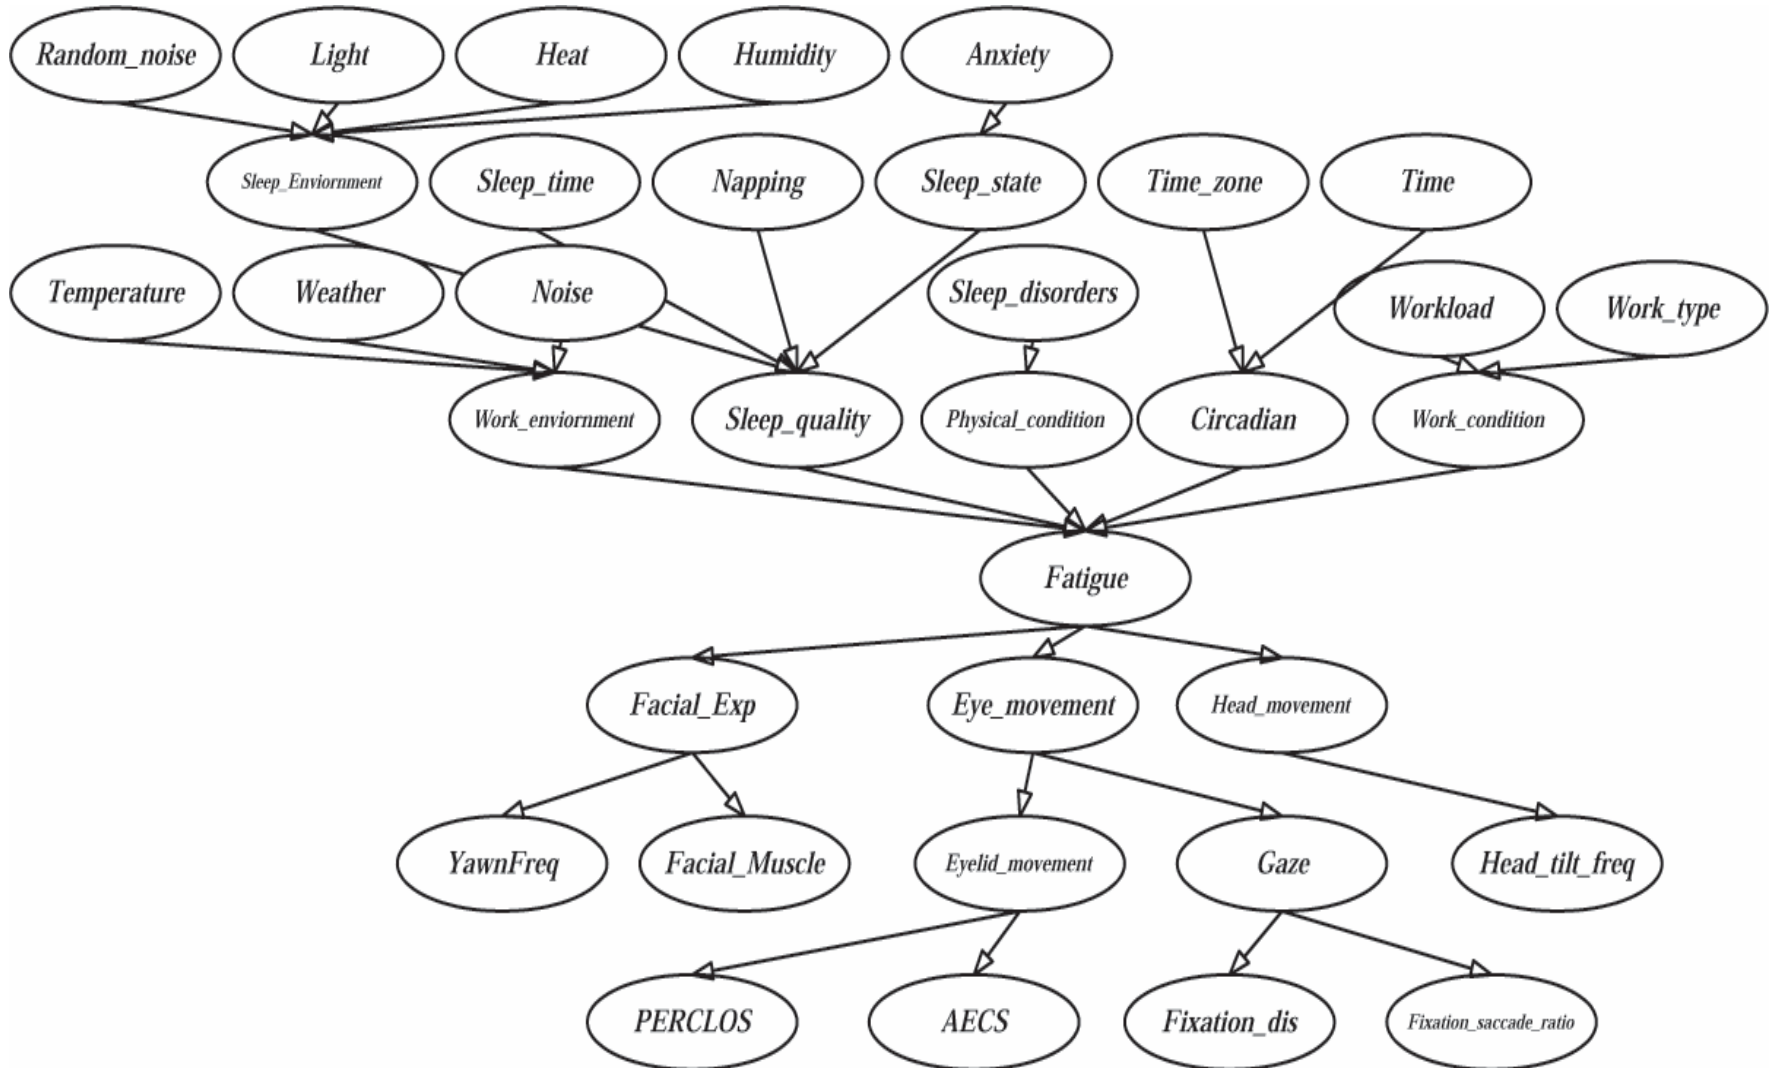 Random_noise
Light
Heat
Humidity
Anxiety
Sleep_Enviornment
Sleep_time
Napping
Sleep_state
Time_zone
Time
Temperature
Weather
Noise
Sleep_disorders
Workload
Work_type
Work_enviornment
Sleep_quality
Physical_condition
Circadian
Work_condition
Fatigue
Facial_Exp
Eye_movement
Head_movement
YawnFreq
Facial_Muscle
Eyelid_movement
Gaze
Head_tilt_freq
PERCLOS
AECS
Fixation_dis
Fixation_saccade_ratio